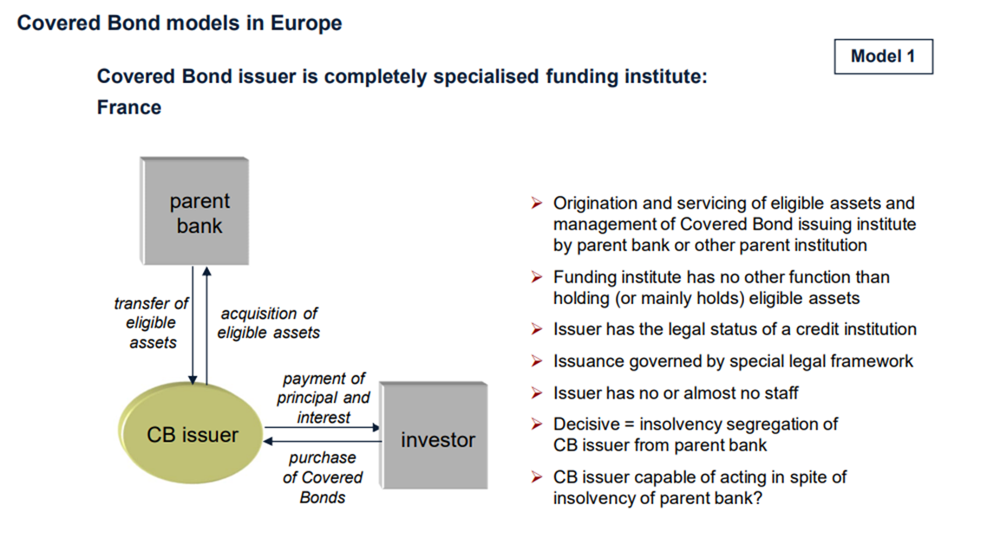 Covered Bond models in Europe
Model 1
Covered Bond issuer is completely specialised funding institute:
France
parent
bank
transfer of
eligible
assets
acquisition of
eligible assets
CB issuer
payment of
principal and
interest
purchase
of Covered
Bonds
investor
Origination and servicing of eligible assets and
management of Covered Bond issuing institute
by parent bank or other parent institution
Funding institute has no other function than
holding (or mainly holds) eligible assets
Issuer has the legal status of a credit institution
Issuance governed by special legal framework
Issuer has no or almost no staff
Decisive = insolvency segregation of
CB issuer from parent bank
CB issuer capable of acting in spite of
insolvency of parent bank?